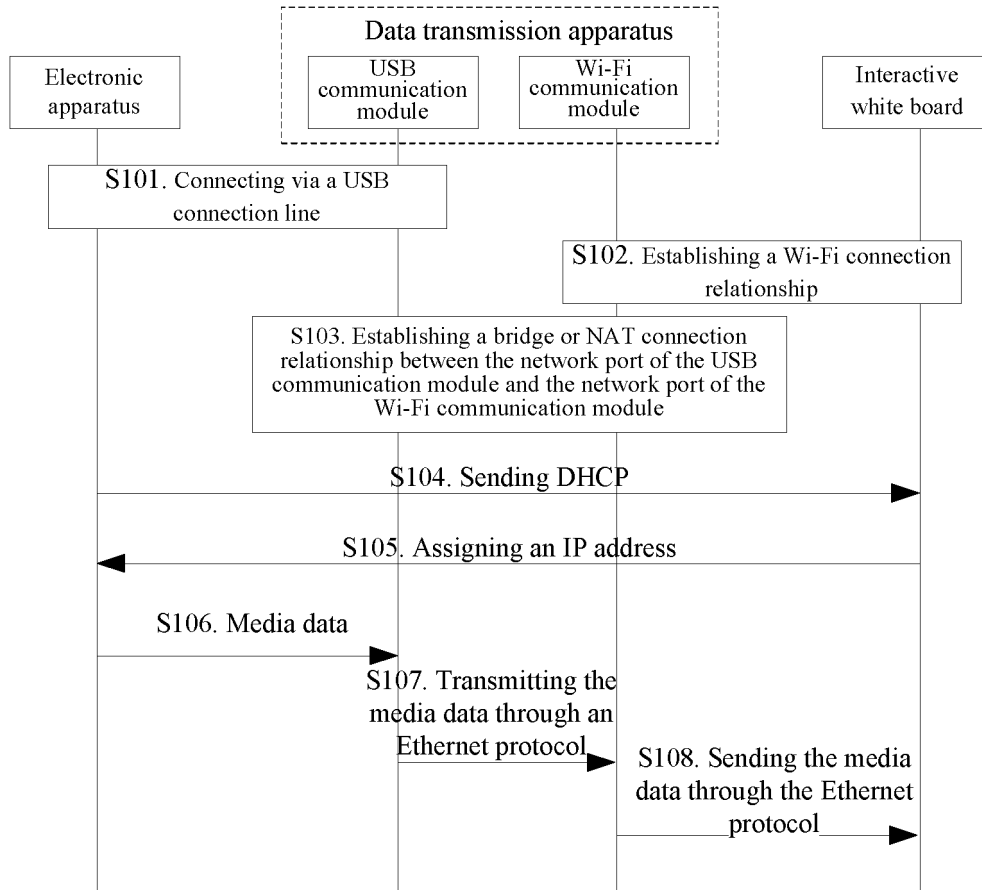 Data transmission apparatus
Electronic
apparatus
USB
communication
module
Wi-Fi
communication
module
Interactive
white board
S101. Connecting via a USB
connection line
S102. Establishing a Wi-Fi connection
relationship
S103. Establishing a bridge or NAT connection
relationship between the network port of the USB
communication module and the network port of the
Wi-Fi communication module
S104. Sending DHCP
S105. Assigning an IP address
S106. Media data
S107. Transmitting the
media data through an
Ethernet protocol
S108. Sending the media
data through the Ethernet
protocol